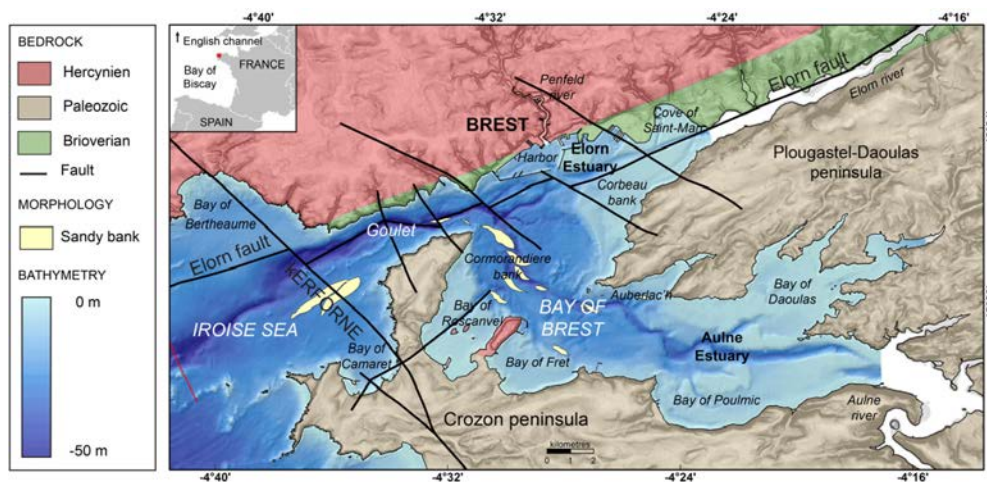 BEDROCK
Hercynien
Paleozoic
Brioverian
Fault
MORPHOLOGY
Sandy bank
BATHYMETRY
0 m
-50 m
-4°40'
-4°32'
-4°24'
-4°16'
English channel
FRANCE
Bay of
Biscay
SPAIN
Penfeld
river
BREST
Elorn fault
Elorn river
Cove of
Saint-Marc
Harbor
Elorn
Estuary
Plougastel-Daoulas
peninsula
Corbeau
bank
Bay of
Bertheaume
Goulet
Elorn fault
KERFORNE
Cormorandiere
bank
IROISE SEA
Bay of
Roscanvel
BAY OF
BREST
Auberlac'h
Bay of
Daoulas
Aulne
Estuary
Bay of
Camaret
Bay of Fret
Bay of Poulmic
Aulne
river
Crozon peninsula
kilometres
0 1 2
-4°40'
-4°32'
-4°24'
-4°16'